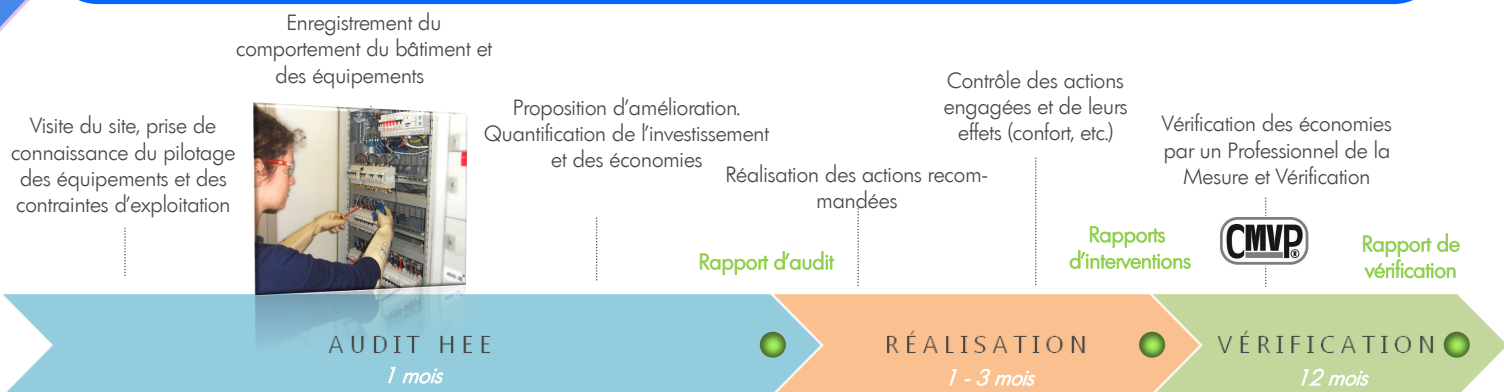 Enregistrement du
comportement du bâtiment et
des équipements
Visite du site, prise de
connaissance du pilotage
des équipements et des
contraintes d'exploitation
Proposition d'amélioration.
Quantification de l'investissement
et des économies
Réalisation des actions recom-
mandées
Contrôle des actions
engagées et de leurs
effets (confort, etc.)
Vérification des économies
par un Professionnel de la
Mesure et Vérification
Rapport d'audit
Rapports
d'interventions
CMVP®
Rapport de
vérification
AUDIT HEE
1 mois
RÉALISATION
1 - 3 mois
VÉRIFICATION
12 mois